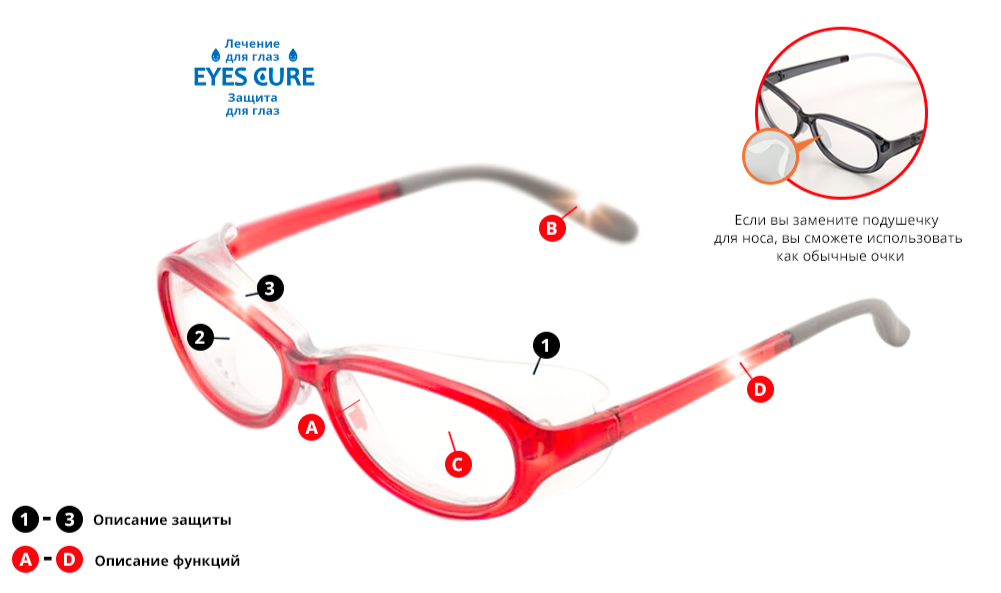 Лечение
для глаз
EYES CURE
Защита
для глаз
Если вы замените подушечку
для носа, вы сможете использовать
как обычные очки
B
3
2
1
D
A
C
1 - 3 Описание защиты
A - D Описание функций